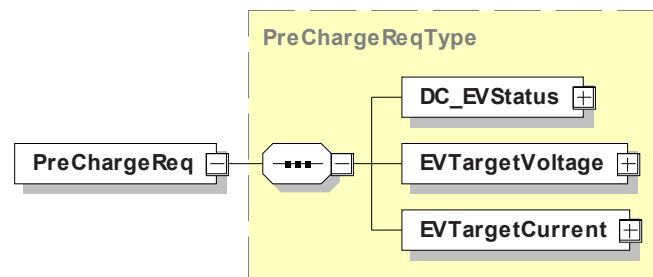 PreChargeReqType
DC_EVStatus
PreChargeReq
EVTargetVoltage
EVTargetCurrent